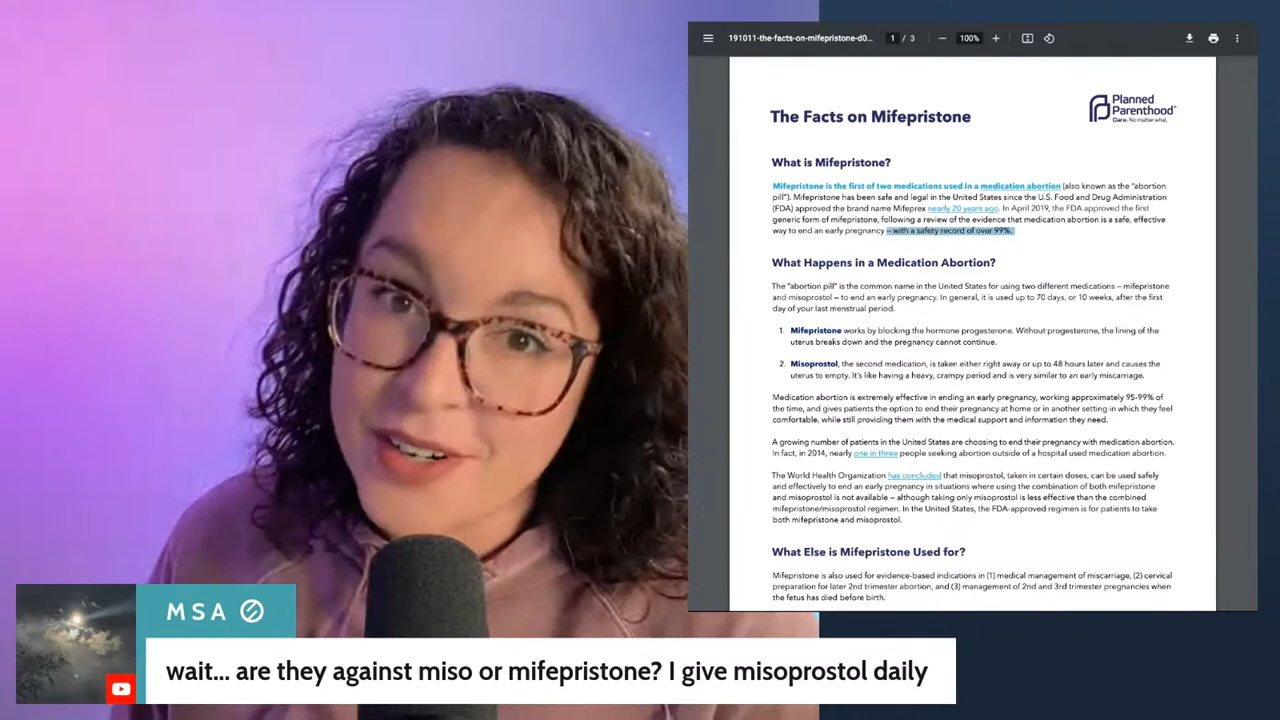 191011-the-facts-on-mifepristone-d0...
1 / 3
100%
Planned
Parenthood®
Care. No matter what.
The Facts on Mifepristone
What is Mifepristone?
Mifepristone is the first of two medications used in a medication abortion (also known as the "abortion
pill"). Mifepristone has been safe and legal in the United States since the U.S. Food and Drug Administration
(FDA) approved the brand name Mifeprex nearly 20 years ago. In April 2019, the FDA approved the first
generic form of mifepristone, following a review of the evidence that medication abortion is a safe, effective
way to end an early pregnancy – with a safety record of over 99%.
What Happens in a Medication Abortion?
The "abortion pill" is the common name in the United States for using two different medications – mifepristone
and misoprostol – to end an early pregnancy. In general, it is used up to 70 days, or 10 weeks, after the first
day of your last menstrual period.
1. Mifepristone works by blocking the hormone progesterone. Without progesterone, the lining of the
uterus breaks down and the pregnancy cannot continue.
2. Misoprostol, the second medication, is taken either right away or up to 48 hours later and causes the
uterus to empty. It's like having a heavy, crampy period and is very similar to an early miscarriage.
Medication abortion is extremely effective in ending an early pregnancy, working approximately 95-99% of
the time, and gives patients the option to end their pregnancy at home or in another setting in which they feel
comfortable, while still providing them with the medical support and information they need.
A growing number of patients in the United States are choosing to end their pregnancy with medication abortion.
In fact, in 2014, nearly one in three people seeking abortion outside of a hospital used medication abortion.
The World Health Organization has concluded that misoprostol, taken in certain doses, can be used safely
and effectively to end an early pregnancy in situations where using the combination of both mifepristone
and misoprostol is not available – although taking only misoprostol is less effective than the combined
mifepristone/misoprostol regimen. In the United States, the FDA-approved regimen is for patients to take
both mifepristone and misoprostol.
What Else is Mifepristone Used for?
Mifepristone is also used for evidence-based indications in (1) medical management of miscarriage, (2) cervical
preparation for later 2nd trimester abortion, and (3) management of 2nd and 3rd trimester pregnancies when
the fetus has died before birth.
M S A
wait... are they against miso or mifepristone? I give misoprostol daily